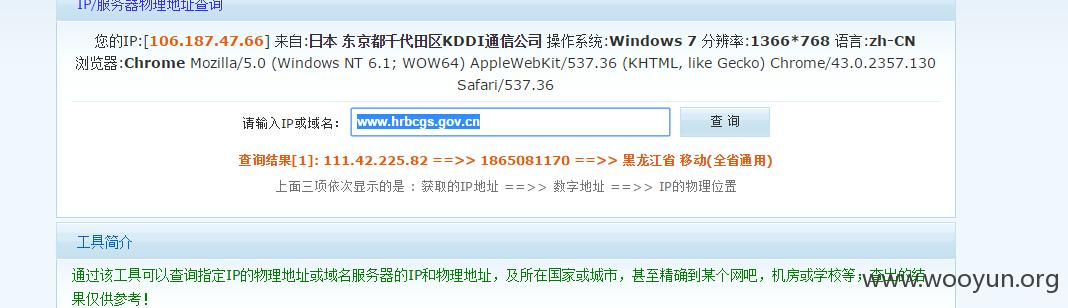 IP/服务器物理地址查询
您的IP:[106.187.47.66] 来自:日本 东京都千代田区KDDI通信公司 操作系统:Windows 7 分辨率:1366*768 语言:zh-CN
浏览器:Chrome Mozilla/5.0 (Windows NT 6.1; WOW64) AppleWebKit/537.36 (KHTML, like Gecko) Chrome/43.0.2357.130
Safari/537.36
请输入IP或域名： www.hrbcgs.gov.cn 查 询
查询结果[1]: 111.42.225.82 ==>> 1865081170 ==>> 黑龙江省 移动(全省通用)
上面三项依次显示的是 : 获取的IP地址 ==>> 数字地址 ==>> IP的物理位置
工具简介
通过该工具可以查询指定IP的物理地址或域名服务器的IP和物理地址，及所在国家或城市，甚至精确到某个网吧，机房或学校等；查出的结
果仅供参考！
www.wooyun.org